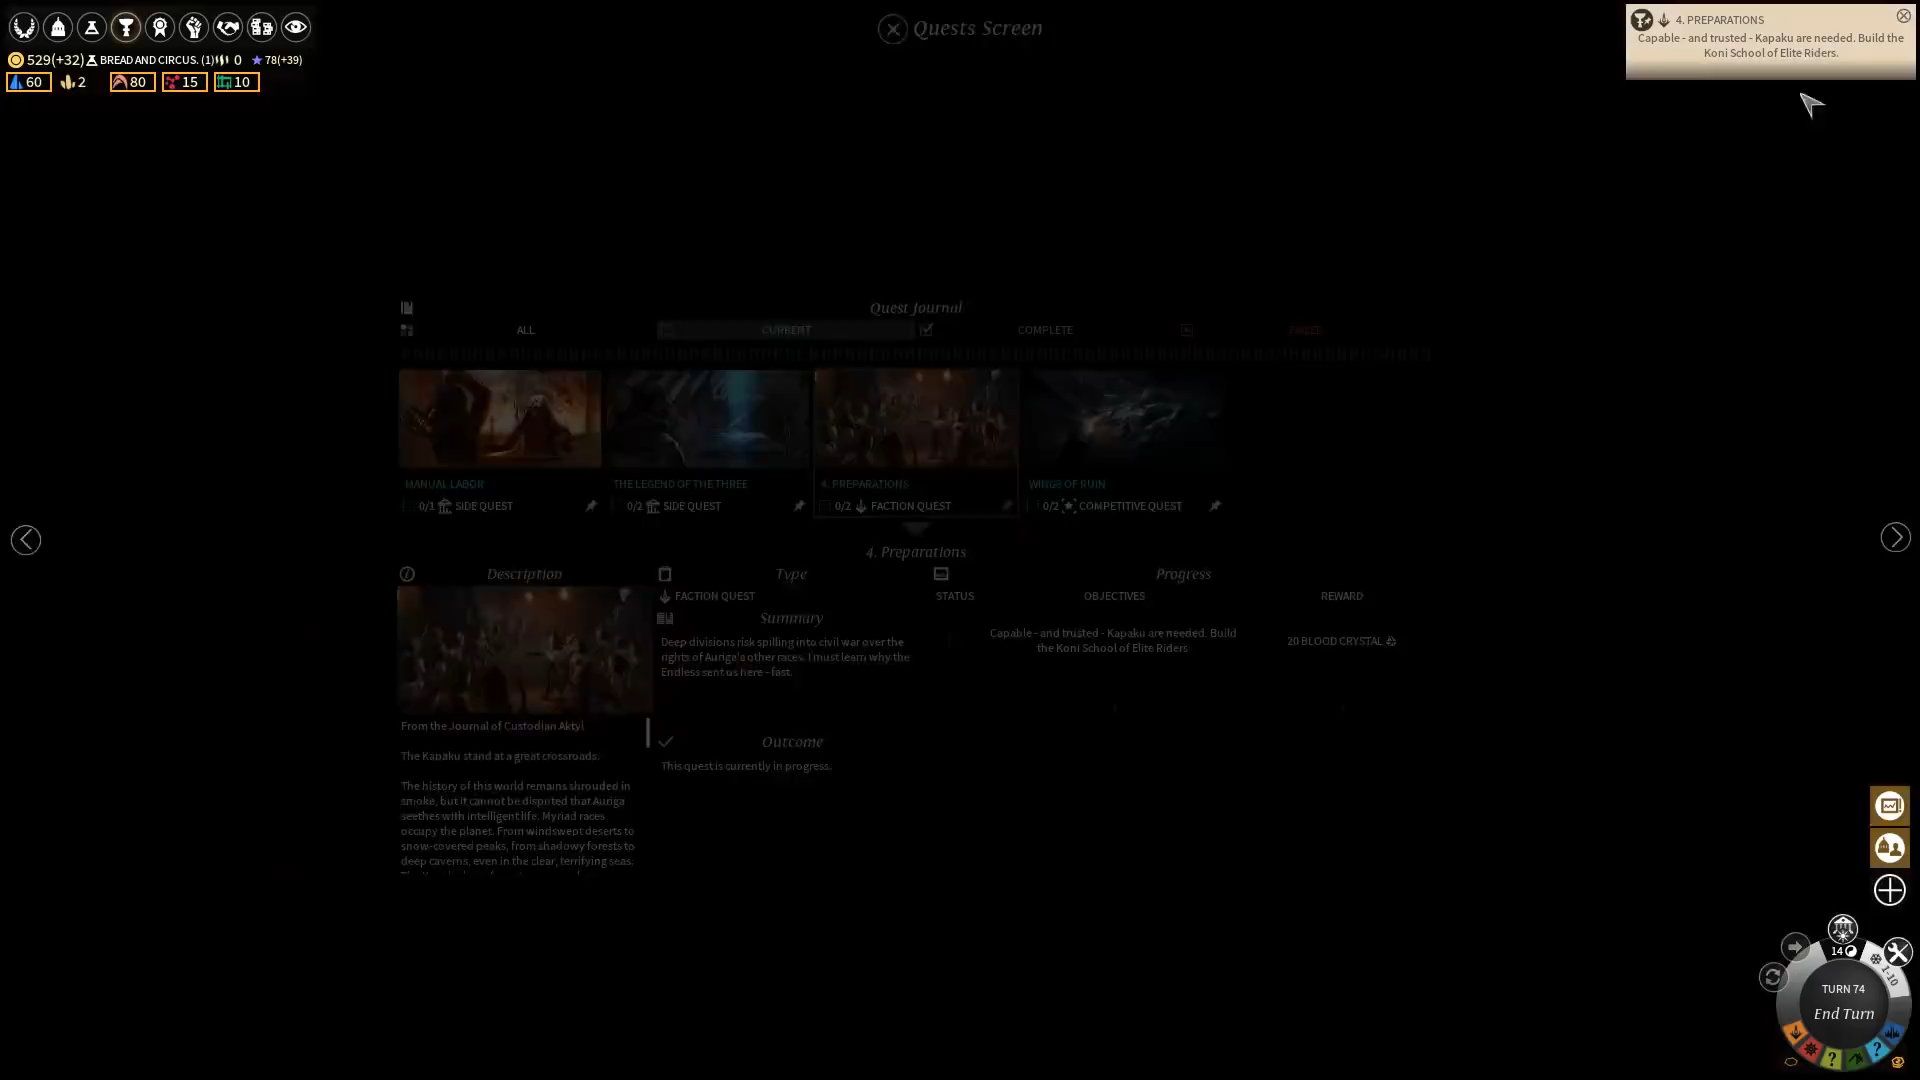 Quests Screen
4. PREPARATIONS
Capable - and trusted - Kapaku are needed. Build the
Koni School of Elite Riders.
529(+32) BREAD AND CIRCUS. (1) 0 78(+39)
60 2 80 15 10
Quest Journal
ALL CURRENT COMPLETE FAILED
MANUAL LABOR
0/1 SIDE QUEST
THE LEGEND OF THE THREE
0/2 SIDE QUEST
4. PREPARATIONS
0/2 FACTION QUEST
WINGS OF RUIN
0/2 COMPETITIVE QUEST
4. Preparations
Description
Type
Progress
FACTION QUEST
STATUS OBJECTIVES REWARD
Summary
Deep divisions risk spilling into civil war over the
rights of Auriga's other races. I must learn why the
Endless sent us here - fast.
Capable - and trusted - Kapaku are needed. Build
the Koni School of Elite Riders
20 BLOOD CRYSTAL
Outcome
This quest is currently in progress.
From the Journal of Custodian Aktyl
The Kapaku stand at a great crossroads.
The history of this world remains shrouded in
smoke, but it cannot be disputed that Auriga
seethes with intelligent life. Myriad races
occupy the planet. From windswept deserts to
snow-covered peaks, from shadowy forests to
deep caverns, even in the clear, terrifying seas.
14
1-10
TURN 74
End Turn